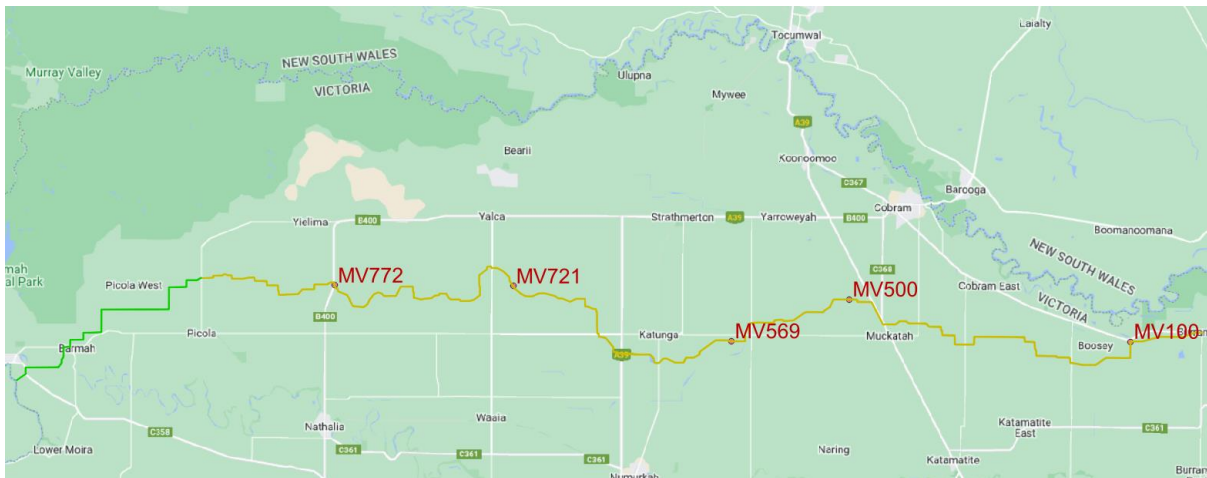 Lalalty
Tocumwal
NEW SOUTH WALES
Murray Valley
Ulupna
VICTORIA
Mywee
A39
Bearii
Koonoomoo
C367
Barooga
Cobram
Yielima
B400
Yalca
Strathmerton
A39
Yarroweyah
B400
Boomanoomana
NEW SOUTH WALES
mah
al Park
Picola West
MV772
MV721
C368
MV500
Cobram East
VICTORIA
B400
Picola
Katunga
MV569
Muckatah
MV100
Barmah
A39
Boosey
Nathalia
Waaia
Katamatite
East
C361
C358
Lower Moira
C361
C361
Naring
Katamatite
Numurkah
Burran